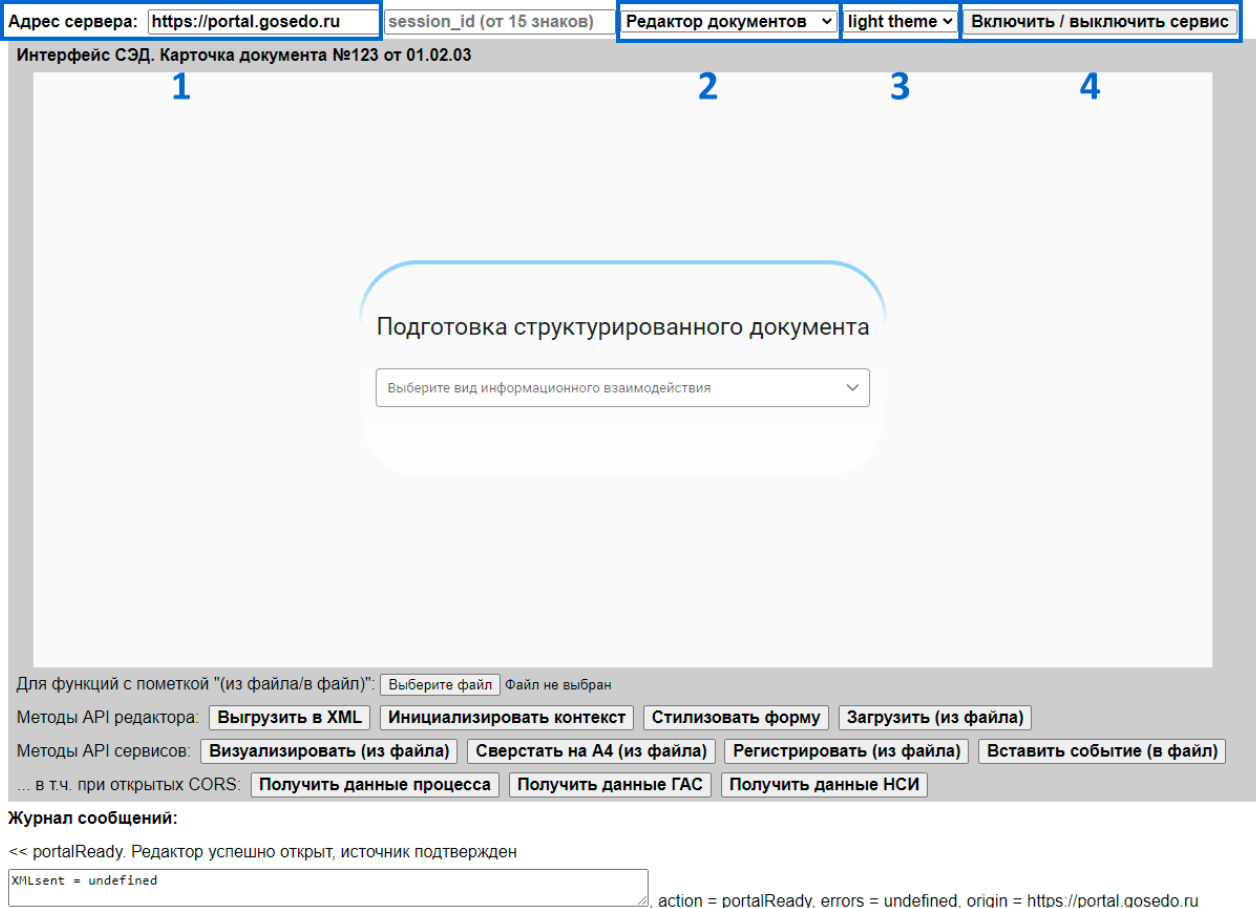 Адрес сервера: https://portal.gosedo.ru session_id (от 15 знаков) Редактор документов light theme Включить / выключить сервис
Интерфейс СЭД. Карточка документа №123 от 01.02.03
1 2 3 4
Подготовка структурированного документа
Выберите вид информационного взаимодействия
Для функций с пометкой "(из файла/в файл)": Выберите файл Файл не выбран
Методы API редактора: Выгрузить в XML Инициализировать контекст Стилизовать форму Загрузить (из файла)
Методы API сервисов: Визуализировать (из файла) Сверстать на А4 (из файла) Регистрировать (из файла) Вставить событие (в файл)
... в т.ч. при открытых CORS: Получить данные процесса Получить данные ГАС Получить данные НСИ
Журнал сообщений:
<< portalReady. Редактор успешно открыт, источник подтвержден
XMLsent = undefined
, action = portalReady, errors = undefined, origin = https://portal.gosedo.ru